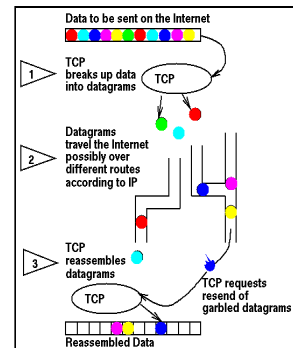 Data to be sent on the Internet
1
TCP
breaks up data
into datagrams
TCP
2
Datagrams
travel the Internet
possibly over
different routes
according to IP
3
TCP
reassembles
datagrams
TCP requests
resend of
garbled datagrams
TCP
Reassembled Data